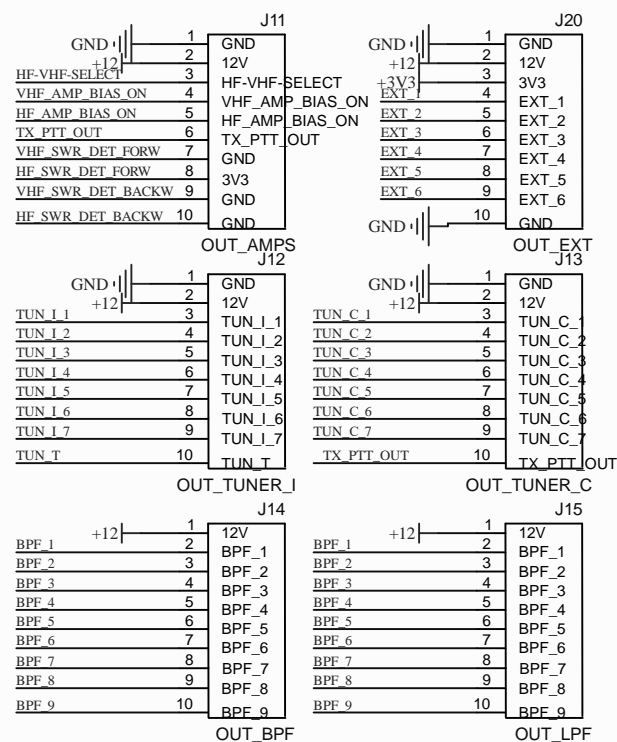 J11
GND 1 GND
+12 2 12V
HF-VHF-SELECT 3 HF-VHF-SELECT
VHF_AMP_BIAS_ON 4 VHF_AMP_BIAS_ON
HF_AMP_BIAS_ON 5 HF_AMP_BIAS_ON
TX_PTT_OUT 6 TX_PTT_OUT
VHF_SWR_DET_FORW 7 GND
HF_SWR_DET_FORW 8 3V3
VHF_SWR_DET_BACKW 9 GND
HF_SWR_DET_BACKW 10 GND
OUT_AMPS
J20
GND 1 GND
+12 2 12V
+3V3 3 3V3
EXT_1 4 EXT_1
EXT_2 5 EXT_2
EXT_3 6 EXT_3
EXT_4 7 EXT_4
EXT_5 8 EXT_5
EXT_6 9 EXT_6
GND 10 GND
OUT_EXT
J12
GND 1 GND
+12 2 12V
TUN_I_1 3 TUN_I_1
TUN_I_2 4 TUN_I_2
TUN_I_3 5 TUN_I_3
TUN_I_4 6 TUN_I_4
TUN_I_5 7 TUN_I_5
TUN_I_6 8 TUN_I_6
TUN_I_7 9 TUN_I_7
TUN_T 10 TUN_T
OUT_TUNER_I
J13
GND 1 GND
+12 2 12V
TUN_C_1 3 TUN_C_1
TUN_C_2 4 TUN_C_2
TUN_C_3 5 TUN_C_3
TUN_C_4 6 TUN_C_4
TUN_C_5 7 TUN_C_5
TUN_C_6 8 TUN_C_6
TUN_C_7 9 TUN_C_7
TX_PTT_OUT 10 TX_PTT_OUT
OUT_TUNER_C
J14
+12 1 12V
BPF_1 2 BPF_1
BPF_2 3 BPF_2
BPF_3 4 BPF_3
BPF_4 5 BPF_4
BPF_5 6 BPF_5
BPF_6 7 BPF_6
BPF_7 8 BPF_7
BPF_8 9 BPF_8
BPF_9 10 BPF_9
OUT_BPF
J15
+12 1 12V
BPF_1 2 BPF_1
BPF_2 3 BPF_2
BPF_3 4 BPF_3
BPF_4 5 BPF_4
BPF_5 6 BPF_5
BPF_6 7 BPF_6
BPF_7 8 BPF_7
BPF_8 9 BPF_8
BPF_9 10 BPF_9
OUT_LPF